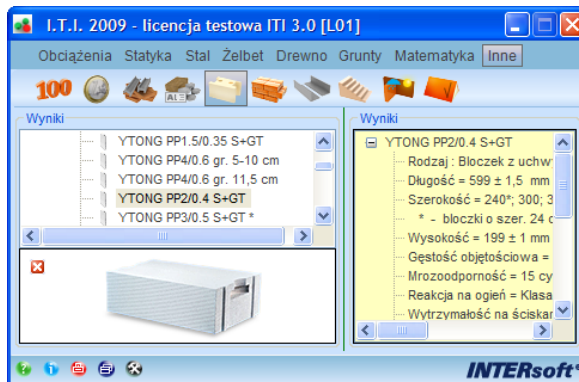 I.T.I. 2009 - licencja testowa ITI 3.0 [L01]
Obciążenia Statyka Stal Żelbet Drewno Grunty Matematyka Inne
100
Wyniki
YTONG PP1.5/0.35 S+GT
YTONG PP4/0.6 gr. 5-10 cm
YTONG PP4/0.6 gr. 11,5 cm
YTONG PP2/0.4 S+GT
YTONG PP3/0.5 S+GT *
Wyniki
YTONG PP2/0.4 S+GT
Rodzaj : Bloczek z uchw
Długość = 599 ± 1,5 mm
Szerokość = 240*; 300; 3
* - bloczki o szer. 24 c
Wysokość = 199 ± 1 mm
Gęstość objętościowa =
Mrozoodporność = 15 cy
Reakcja na ogień = Klasa
Wytrzymałość na ściskar
INTERsoft